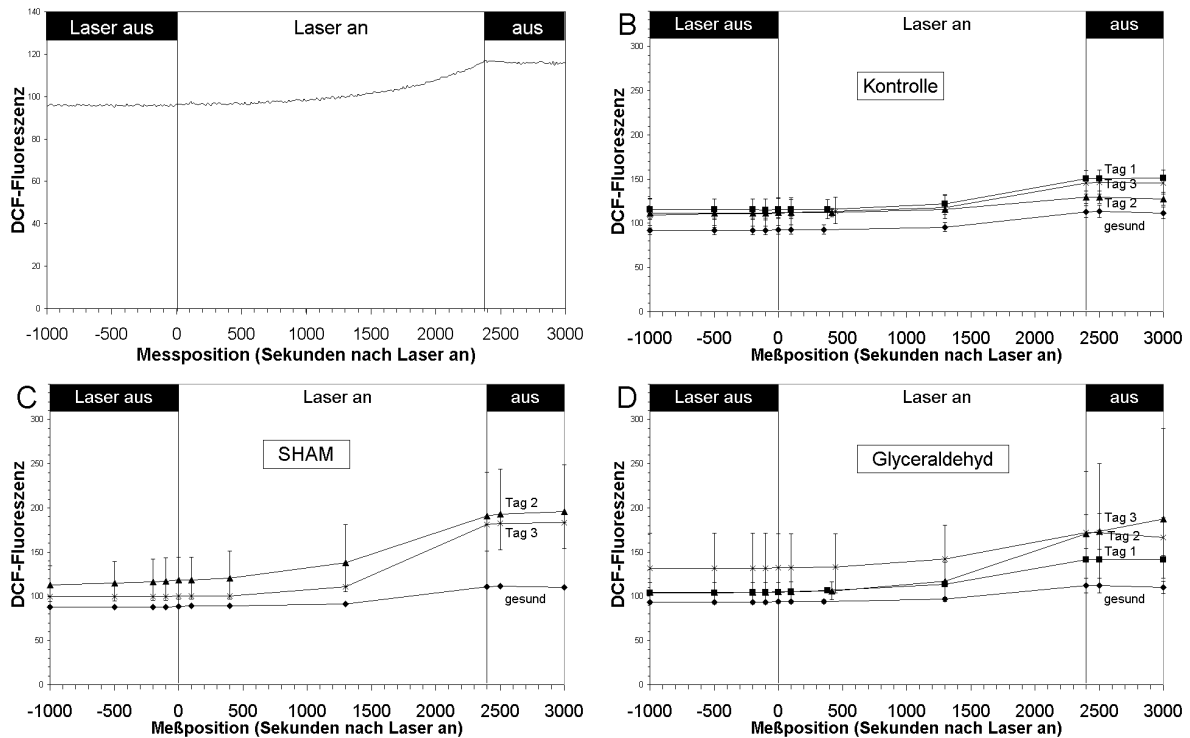 Laser aus Laser an aus
140
120
100
80
60
40
20
0
DCF-Fluoreszenz
-1000 -500 0 500 1000 1500 2000 2500 3000
Messposition (Sekunden nach Laser an)
B
Laser aus Laser an aus
Kontrolle
300
250
200
150
100
50
0
DCF-Fluoreszenz
Tag 1
Tag 3
Tag 2
gesund
-1000 -500 0 500 1000 1500 2000 2500 3000
Meßposition (Sekunden nach Laser an)
C
Laser aus Laser an aus
SHAM
300
250
200
150
100
50
0
DCF-Fluoreszenz
Tag 2
Tag 3
gesund
-1000 -500 0 500 1000 1500 2000 2500 3000
Meßposition (Sekunden nach Laser an)
D
Laser aus Laser an aus
Glyceraldehyd
300
250
200
150
100
50
0
DCF-Fluoreszenz
Tag 3
Tag 2
Tag 1
gesund
-1000 -500 0 500 1000 1500 2000 2500 3000
Meßposition (Sekunden nach Laser an)